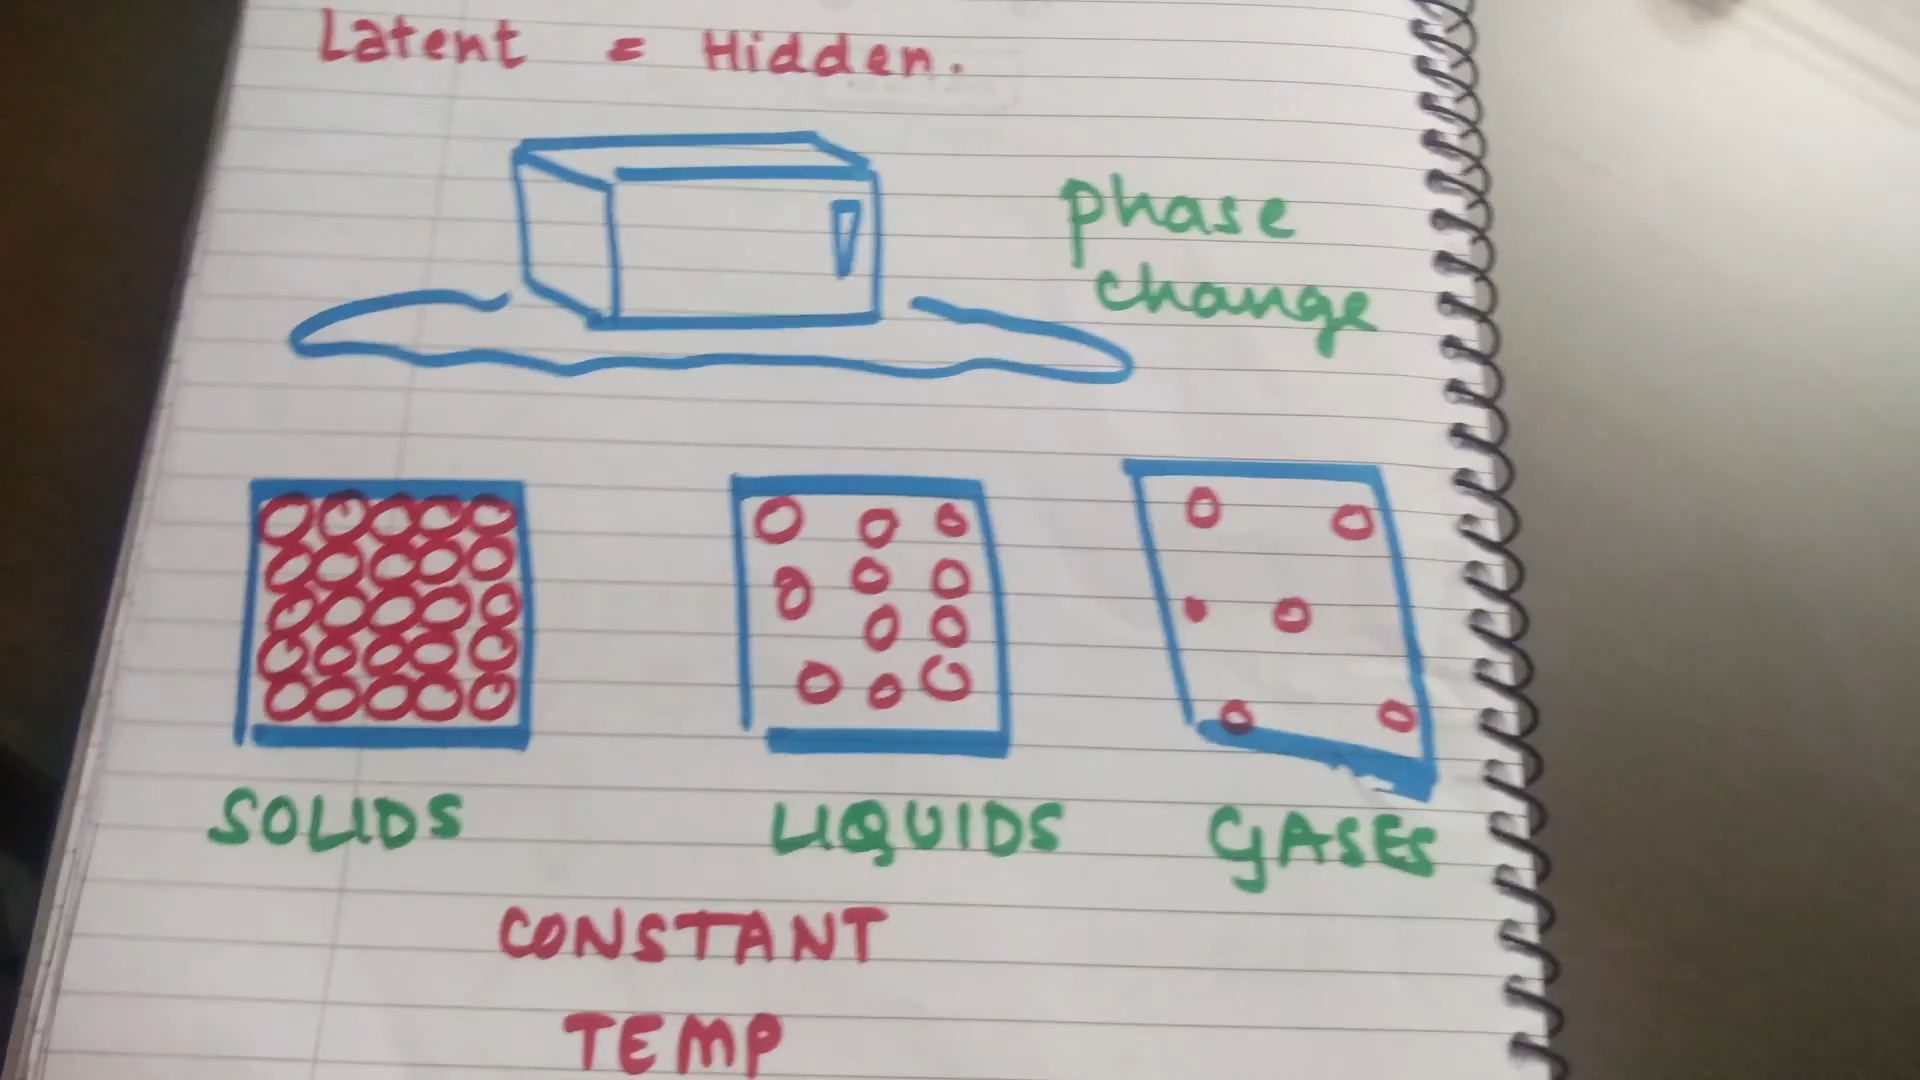 Latent = Hidden.
phase
change
SOLIDS LIQUIDS GASES
CONSTANT
TEMP